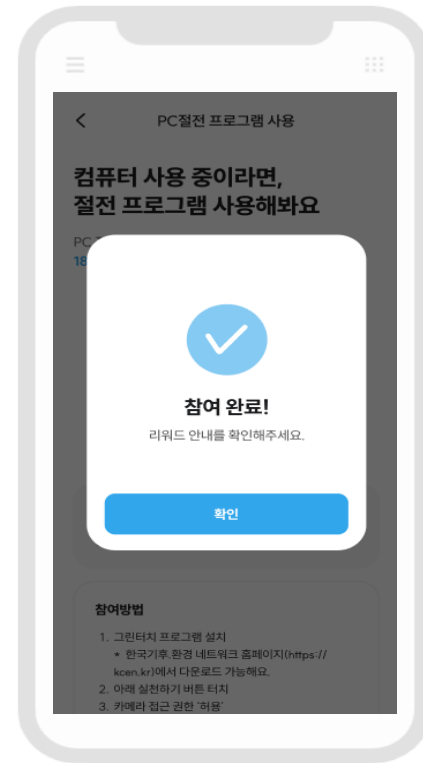 PC절전 프로그램 사용
컴퓨터 사용 중이라면,
절전 프로그램 사용해봐요
PC
18
참여 완료!
리워드 안내를 확인해주세요.
확인
참여방법
1. 그린터치 프로그램 설치
* 한국기후.환경 네트워크 홈페이지(https://
kcen.kr)에서 다운로드 가능해요.
2. 아래 실천하기 버튼 터치
3. 카메라 접근 권한 '허용'